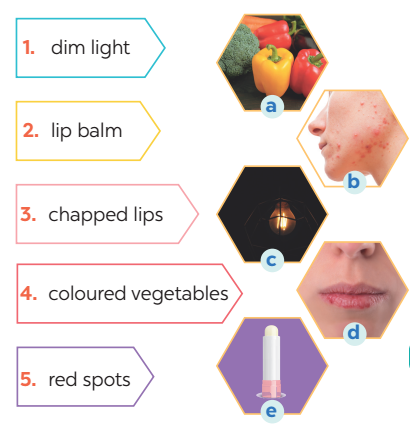 1. dim light
a
2. lip balm
b
3. chapped lips
c
4. coloured vegetables
d
5. red spots
e